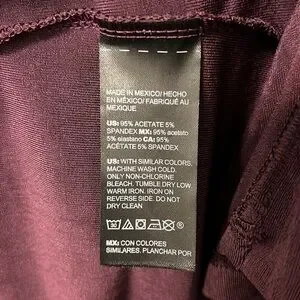 MADE IN MEXICO/ HECHO
EN MÉXICO/ FABRIQUÉ AU
MEXIQUE
US: 95% ACETATE 5%
SPANDEX MX: 95% acetato
5% elastano CA: 95%
ACÉTATE 5% SPANDEX
US: WITH SIMILAR COLORS,
MACHINE WASH COLD.
ONLY NON-CHLORINE
BLEACH. TUMBLE DRY LOW.
WARM IRON. IRON ON
REVERSE SIDE. DO NOT
DRY CLEAN
MX: CON COLORES
SIMILARES. PLANCHAR POR